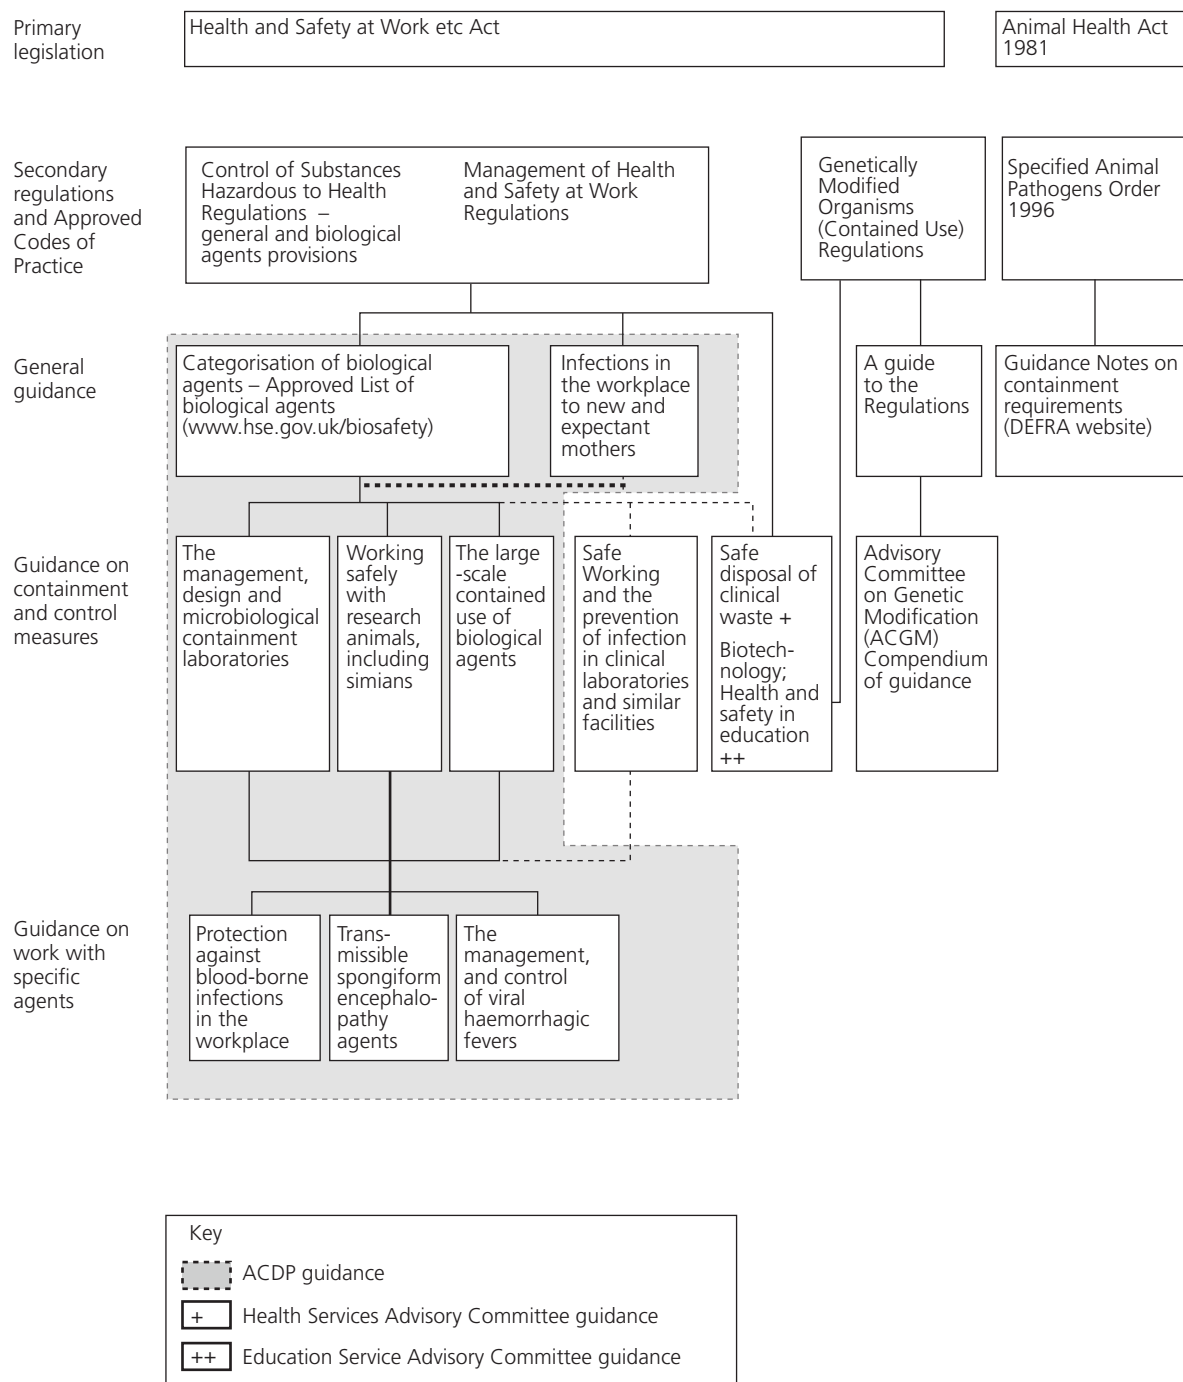 Primary
legislation
Health and Safety at Work etc Act
Animal Health Act
1981
Secondary
regulations
and Approved
Codes of
Practice
Control of Substances
Hazardous to Health
Regulations –
general and biological
agents provisions
Management of Health
and Safety at Work
Regulations
Genetically
Modified
Organisms
(Contained Use)
Regulations
Specified Animal
Pathogens Order
1996
General
guidance
Categorisation of biological
agents – Approved List of
biological agents
(www.hse.gov.uk/biosafety)
Infections in
the workplace
to new and
expectant
mothers
A guide
to the
Regulations
Guidance Notes on
containment
requirements
(DEFRA website)
Guidance on
containment
and control
measures
The
management,
design and
microbiological
containment
laboratories
Working
safely
with
research
animals,
including
simians
The large
-scale
contained
use of
biological
agents
Safe
Working
and the
prevention
of infection
in clinical
laboratories
and similar
facilities
Safe
disposal of
clinical
waste +
Biotech-
nology;
Health and
safety in
education
++
Advisory
Committee
on Genetic
Modification
(ACGM)
Compendium
of guidance
Guidance on
work with
specific
agents
Protection
against
blood-borne
infections
in the
workplace
Trans-
missible
spongiform
encephalo-
pathy
agents
The
management,
and control
of viral
haemorrhagic
fevers
Key
ACDP guidance
+ Health Services Advisory Committee guidance
++ Education Service Advisory Committee guidance